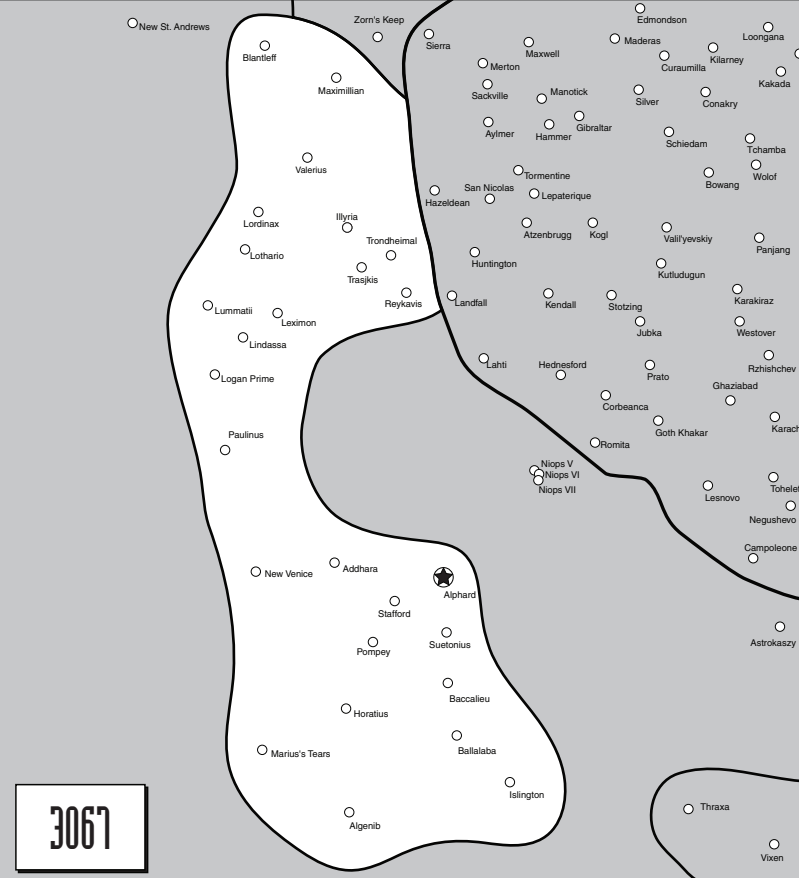 Edmondson
Zorn's Keep
New St. Andrews
Loongana
Sierra
Maderas
Maxwell
Blantleff
Kilarney
Merton
Curaumilla
Kakada
Maximillian
Sackville
Manotick
Silver
Conakry
Aylmer
Hammer
Gibraltar
Schiedam
Tchamba
Valerius
Tormentine
Wolof
Bowang
San Nicolas
Lepaterique
Hazeldean
Lordinax
Illyria
Atzenbrugg
Kogl
Valil'yevskiy
Trondheimal
Panjang
Lothario
Huntington
Trasjkis
Kutludugun
Reykavis
Landfall
Kendall
Stotzing
Karakiraz
Lummatii
Leximon
Jubka
Westover
Lindassa
Lahti
Hednesford
Prato
Rzhishchev
Logan Prime
Ghaziabad
Corbeanca
Goth Khakar
Karach
Paulinus
Romita
Niops V
Niops VI
Niops VII
Tohelet
Lesnovo
Negushevo
Campoleone
Addhara
New Venice
Alphard
Stafford
Suetonius
Astrokaszy
Pompey
Baccalieu
Horatius
Ballalaba
Marius's Tears
Islington
Thraxa
3067
Algenib
Vixen